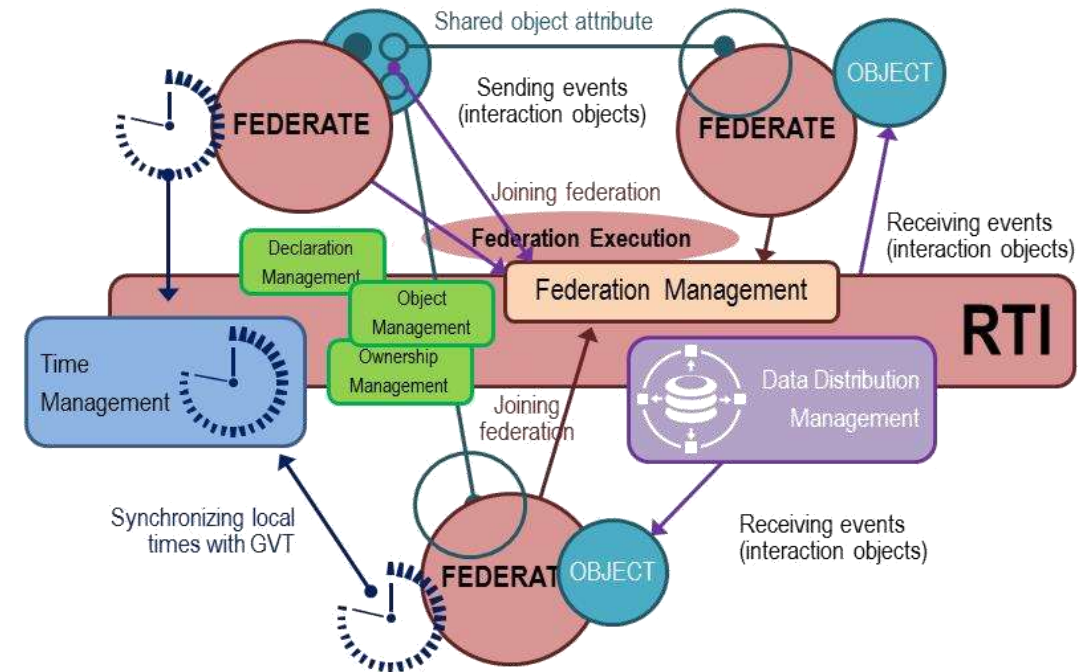 Shared object attribute
FEDERATE
Sending events
(interaction objects)
FEDERATE
OBJECT
Joining federation
Federation Execution
Receiving events
(interaction objects)
Declaration
Management
Object
Management
Ownership
Management
Federation Management
RTI
Time
Management
Data Distribution
Management
Joining
federation
Synchronizing local
times with GVT
Receiving events
(interaction objects)
FEDERAT
OBJECT